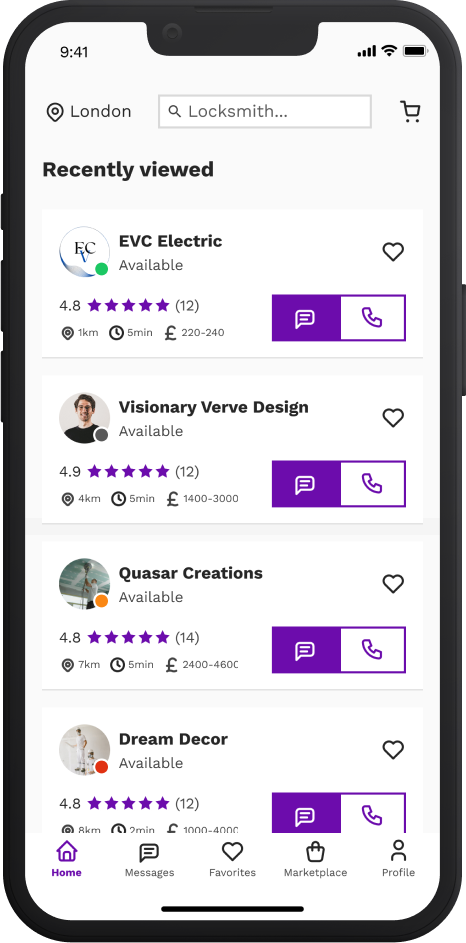 9:41
London
Locksmith...
Recently viewed
EC
V
EVC Electric
Available
4.8 (12)
1km 5min £ 220-240
Visionary Verve Design
Available
4.9 (12)
4km 5min £ 1400-3000
Quasar Creations
Available
4.8 (14)
7km 5min £ 2400-460
Dream Decor
Available
4.8 (12)
8km 2min £ 1000-400
Home Messages Favorites Marketplace Profile